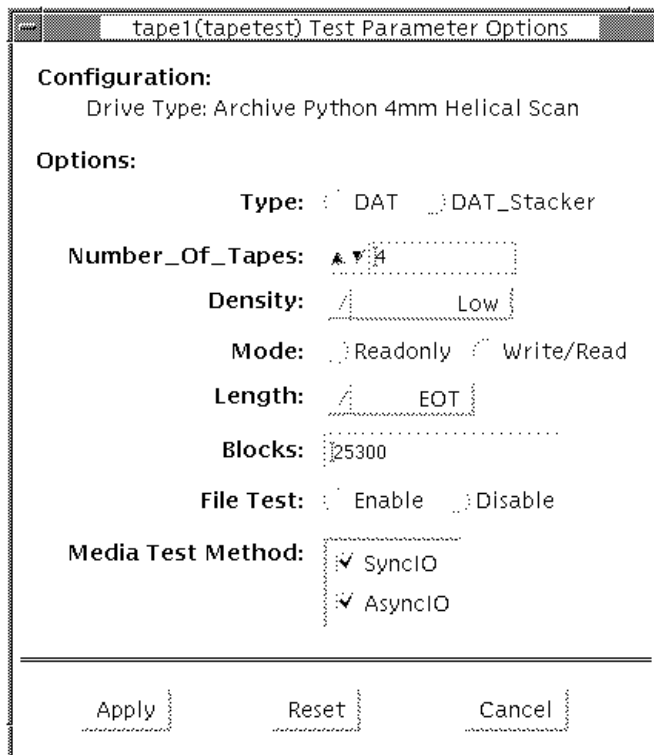 tape1(tapetest) Test Parameter Options
Configuration:
Drive Type: Archive Python 4mm Helical Scan
Options:
Type: DAT DAT_Stacker
Number_Of_Tapes: 4
Density: Low
Mode: Readonly Write/Read
Length: EOT
Blocks: 25300
File Test: Enable Disable
Media Test Method: SyncIO
AsyncIO
Apply Reset Cancel